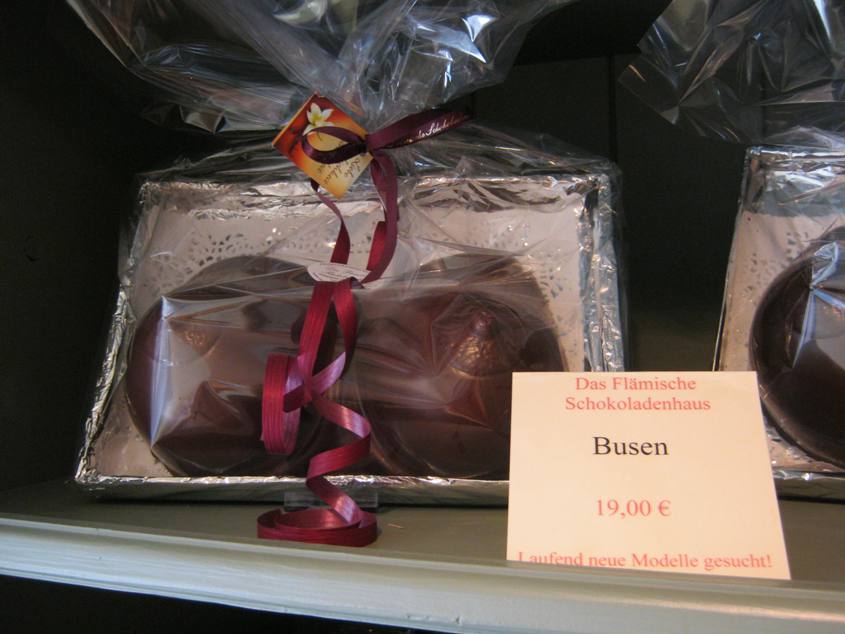 Das Flämische
Schokoladenhaus
Busen
19,00 €
Laufend neue Modelle gesucht!